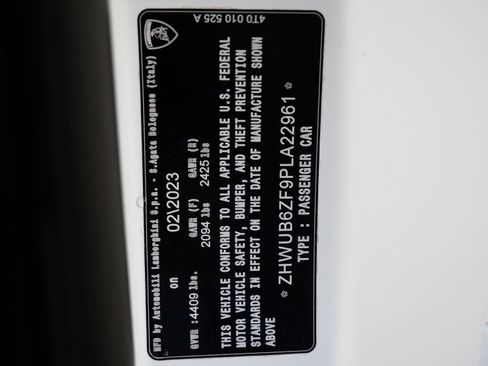 MFD by Automobili Lamborghini S.p.a. - S.Agata Bolognese (Italy)
on 02\2023
GVWR :4409 lbs. GAWR (F) 2094 lbs GAWR (R) 2425 lbs
THIS VEHICLE CONFORMS TO ALL APPLICABLE U.S. FEDERAL
MOTOR VEHICLE SAFETY, BUMPER, AND THEFT PREVENTION
STANDARDS IN EFFECT ON THE DATE OF MANUFACTURE SHOWN
ABOVE
* ZHWUB6ZF9PLA22961 *
TYPE : PASSENGER CAR
4T0 010 525 A